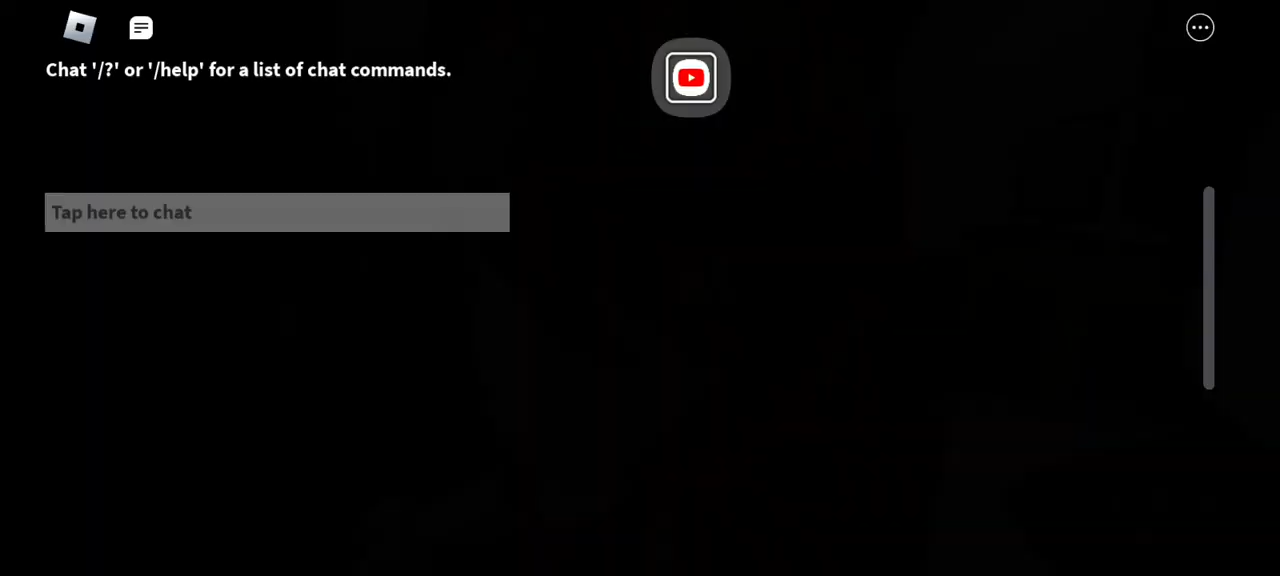 Chat '/?' or '/help' for a list of chat commands.
Tap here to chat